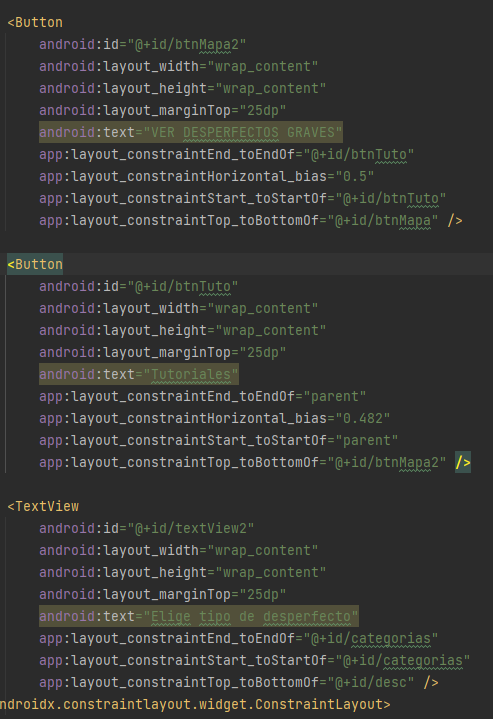 <Button
android:id="@+id/btnMapa2"
android:layout_width="wrap_content"
android:layout_height="wrap_content"
android:layout_marginTop="25dp"
android:text="VER DESPERFECTOS GRAVES"
app:layout_constraintEnd_toEndOf="@+id/btnTuto"
app:layout_constraintHorizontal_bias="0.5"
app:layout_constraintStart_toStartOf="@+id/btnTuto"
app:layout_constraintTop_toBottomOf="@+id/btnMapa" />
<Button
android:id="@+id/btnTuto"
android:layout_width="wrap_content"
android:layout_height="wrap_content"
android:layout_marginTop="25dp"
android:text="Tutoriales"
app:layout_constraintEnd_toEndOf="parent"
app:layout_constraintHorizontal_bias="0.482"
app:layout_constraintStart_toStartOf="parent"
app:layout_constraintTop_toBottomOf="@+id/btnMapa2" />
<TextView
android:id="@+id/textView2"
android:layout_width="wrap_content"
android:layout_height="wrap_content"
android:layout_marginTop="25dp"
android:text="Elige tipo de desperfecto"
app:layout_constraintEnd_toEndOf="@+id/categorias"
app:layout_constraintStart_toStartOf="@+id/categorias"
app:layout_constraintTop_toBottomOf="@+id/desc" />
ndroidx.constraintlayout.widget.ConstraintLayout>